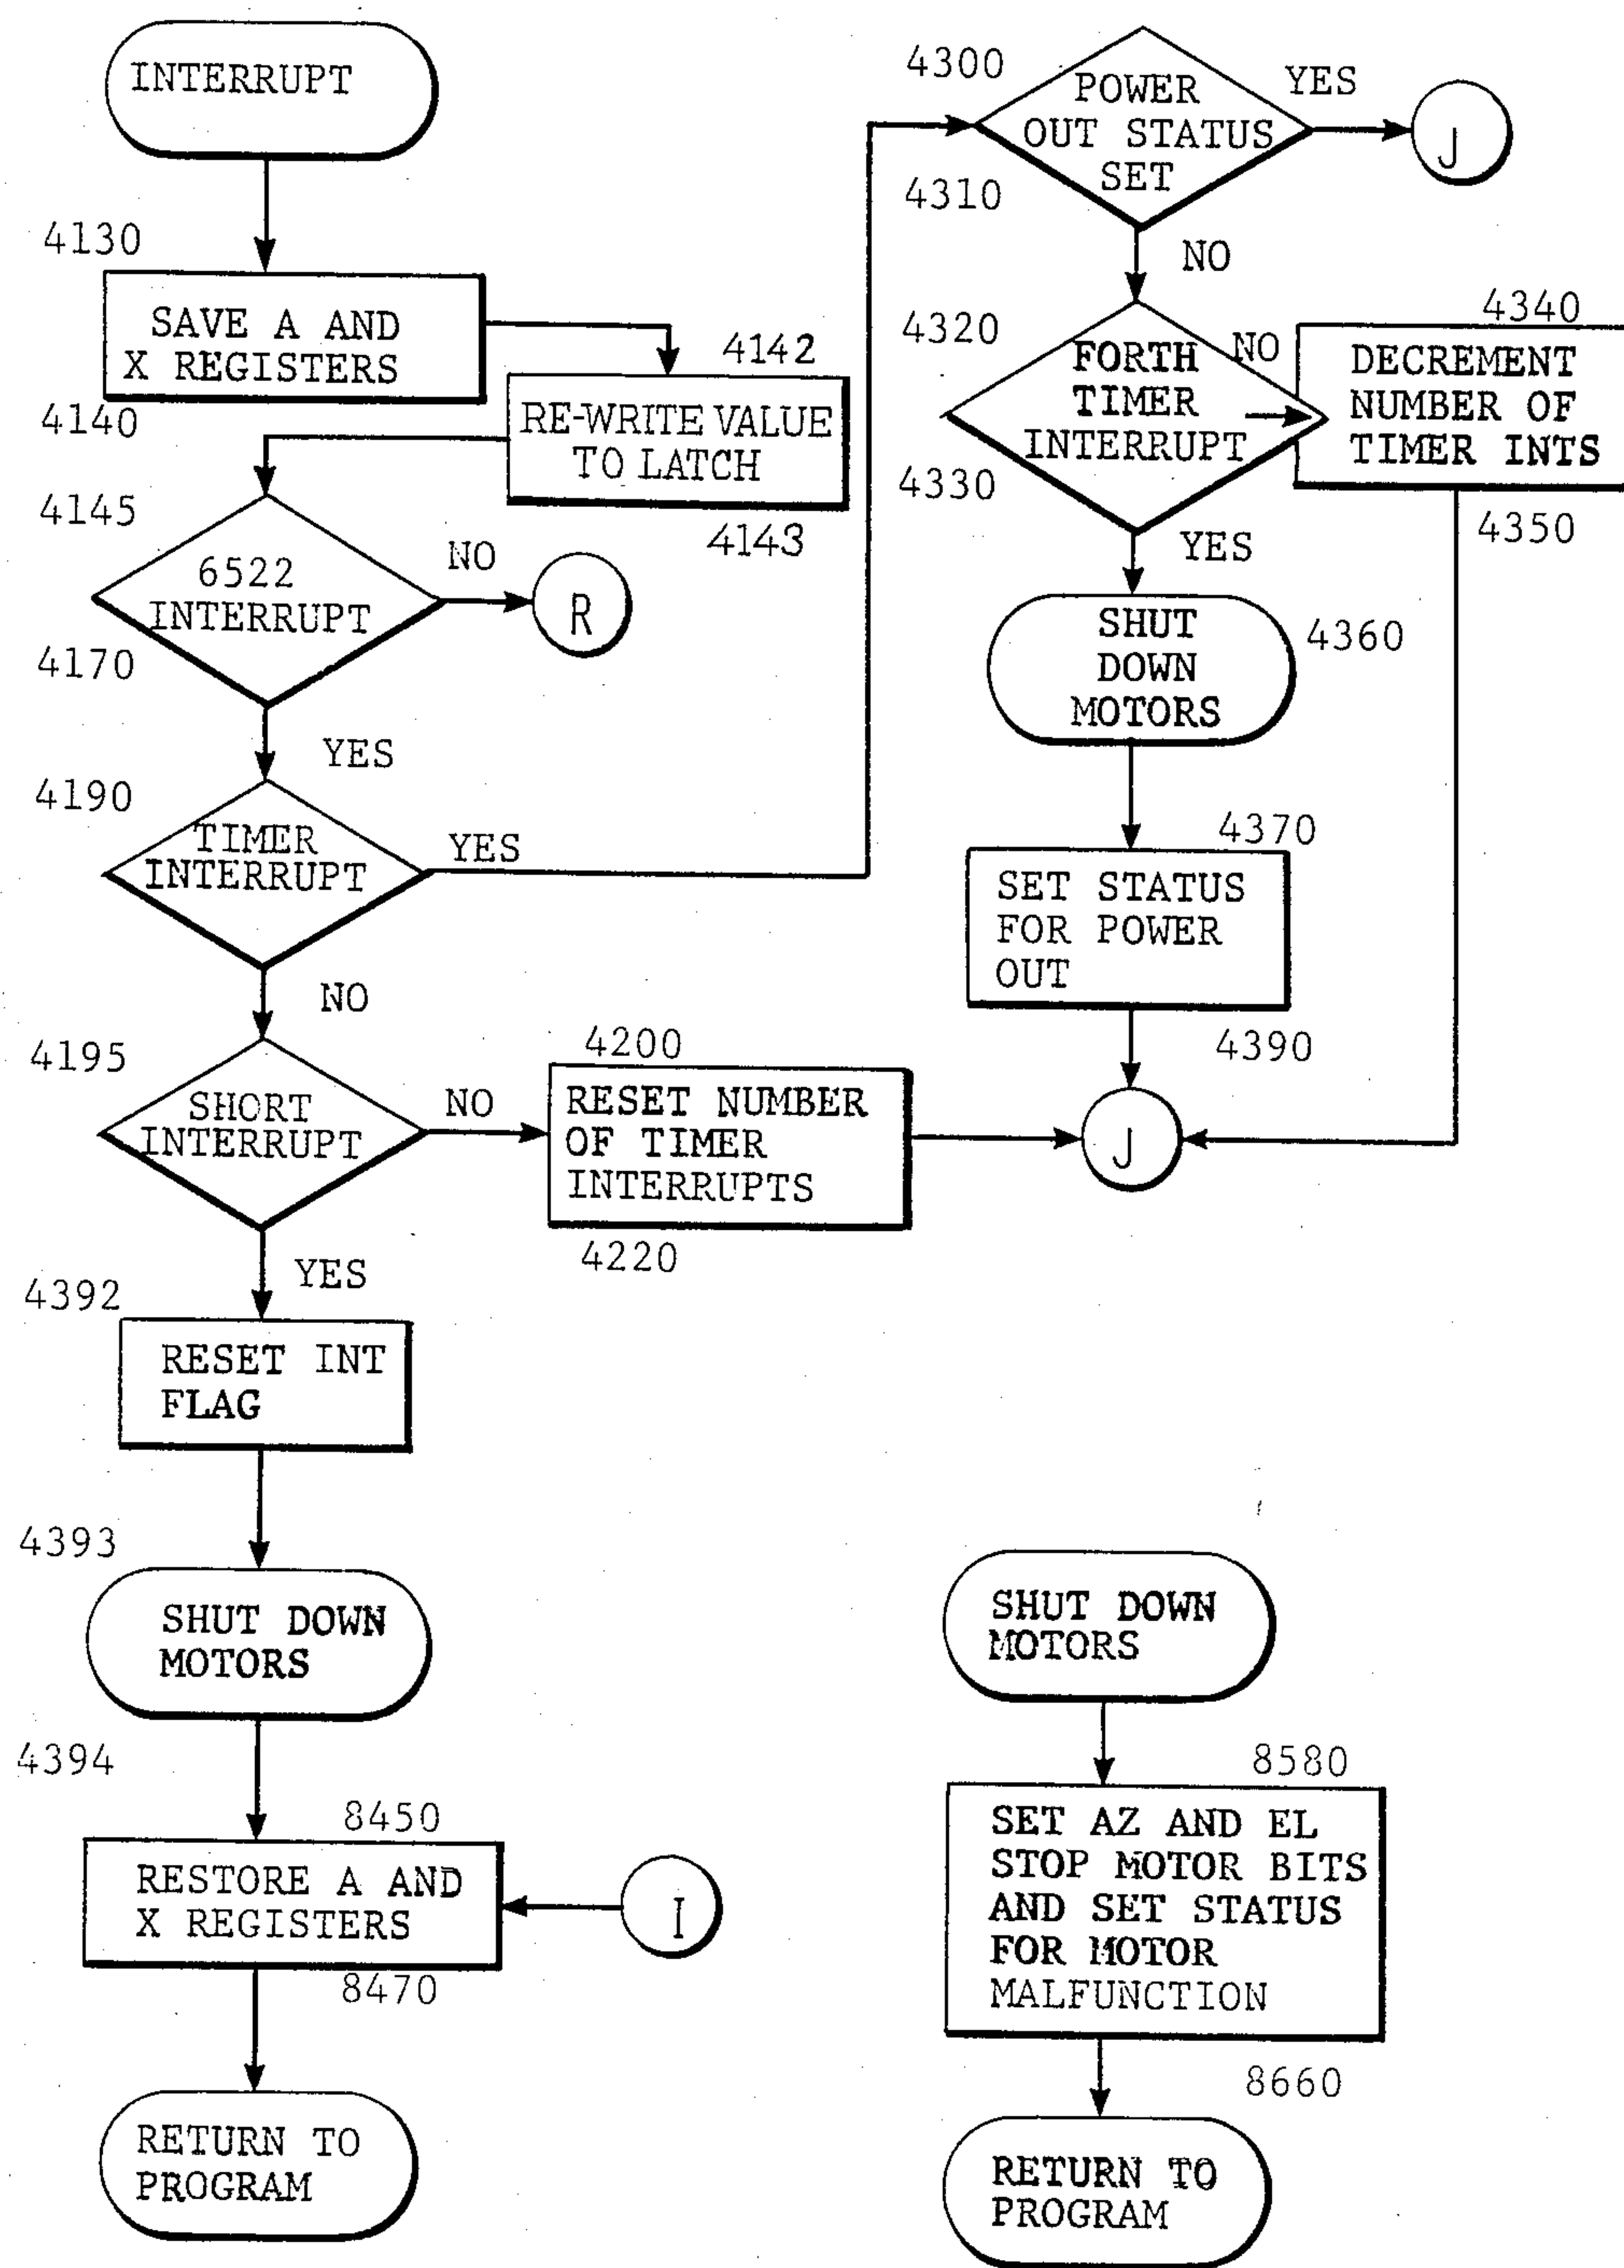 INTERRUPT
4130
SAVE A AND
X REGISTERS
4140
4142
RE-WRITE VALUE
TO LATCH
4143
4145
6522
INTERRUPT
4170
NO
R
YES
4190
TIMER
INTERRUPT
YES
NO
4195
SHORT
INTERRUPT
NO
4200
RESET NUMBER
OF TIMER
INTERRUPTS
4220
J
YES
4392
RESET INT
FLAG
4393
SHUT DOWN
MOTORS
4394
8450
RESTORE A AND
X REGISTERS
8470
I
RETURN TO
PROGRAM
4300
POWER
OUT STATUS
SET
4310
YES
J
NO
4320
FORTH
TIMER
INTERRUPT
4330
NO
4340
DECREMENT
NUMBER OF
TIMER INTS
4350
YES
SHUT
DOWN
MOTORS
4360
4370
SET STATUS
FOR POWER
OUT
4390
SHUT DOWN
MOTORS
8580
SET AZ AND EL
STOP MOTOR BITS
AND SET STATUS
FOR MOTOR
MALFUNCTION
8660
RETURN TO
PROGRAM